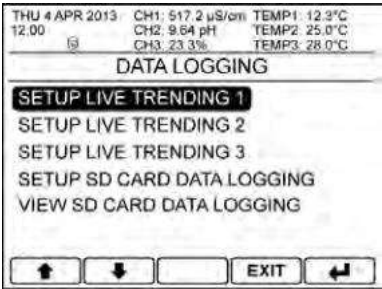 THU 4 APR 2013 CH1: 517.2 µS/cm TEMP1: 12.3°C
12:00 CH2: 9.64 pH TEMP2: 25.0°C
CH3: 23.3% TEMP3: 28.0°C
DATA LOGGING
SETUP LIVE TRENDING 1
SETUP LIVE TRENDING 2
SETUP LIVE TRENDING 3
SETUP SD CARD DATA LOGGING
VIEW SD CARD DATA LOGGING
EXIT